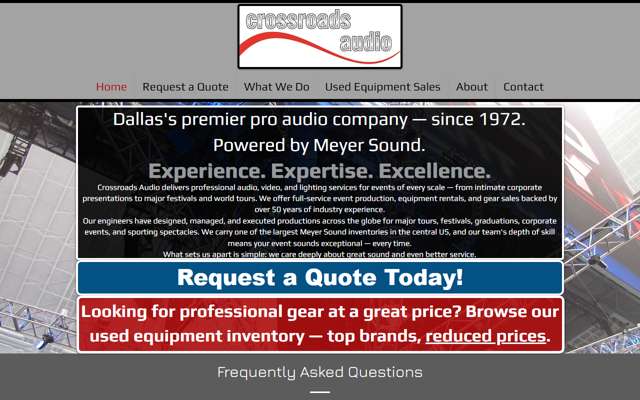 crossroads
audio
Home
Request a Quote
What We Do
Used Equipment Sales
About
Contact
Dallas's premier pro audio company — since 1972.
Powered by Meyer Sound.
Experience. Expertise. Excellence.
Crossroads Audio delivers professional audio, video, and lighting services for events of every scale — from intimate corporate
presentations to major festivals and world tours. We offer full-service event production, equipment rentals, and gear sales backed by
over 50 years of industry experience.
Our engineers have designed, managed, and executed productions across the globe for major tours, festivals, graduations, corporate
events, and sporting spectacles. We carry one of the largest Meyer Sound inventories in the central US, and our team's depth of skill
means your event sounds exceptional — every time.
What sets us apart is simple: we care deeply about great sound and even better service.
Request a Quote Today!
Looking for professional gear at a great price? Browse our
used equipment inventory — top brands, reduced prices.
Frequently Asked Questions